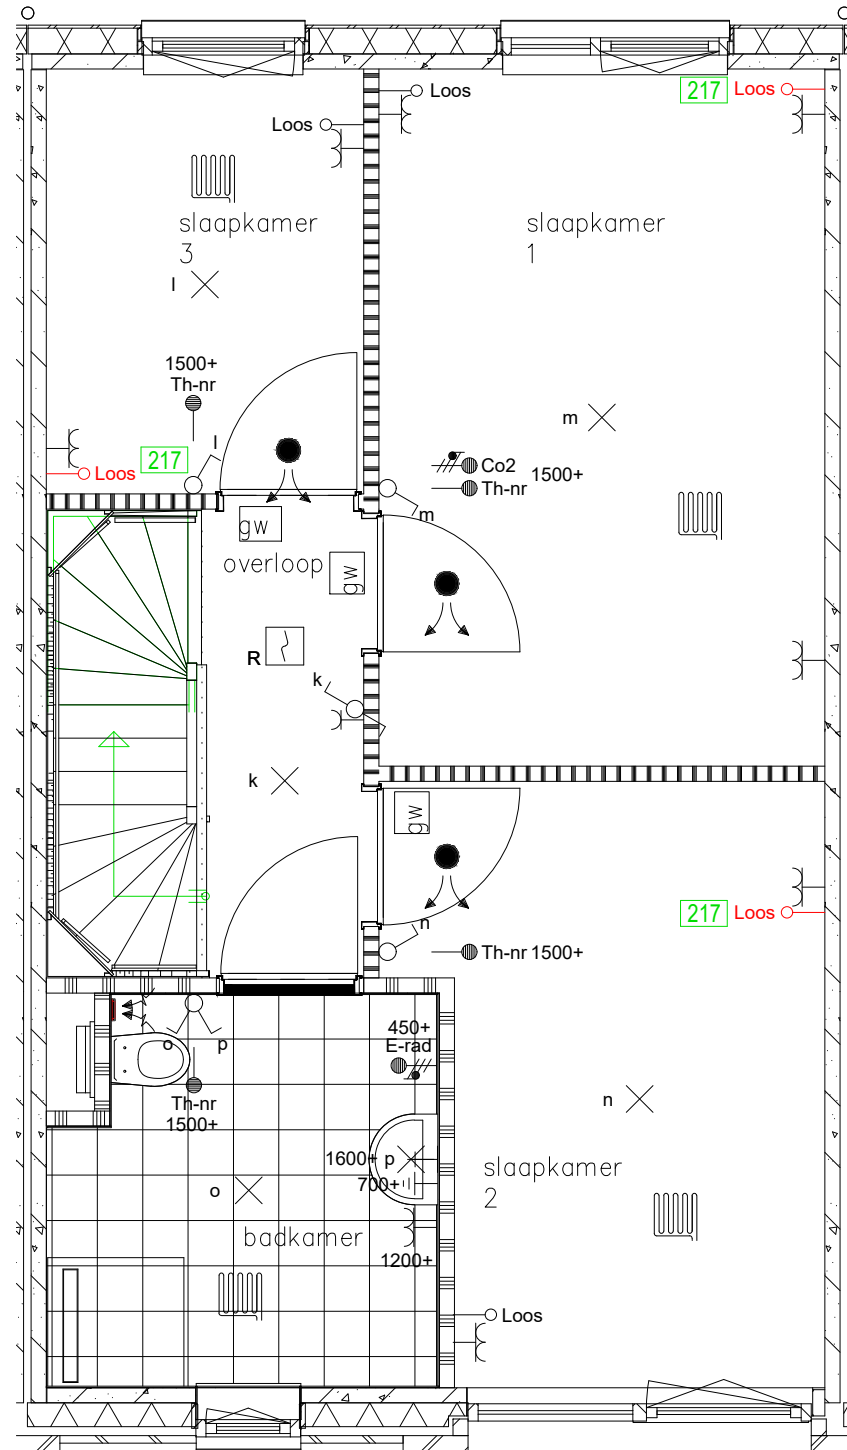 Loos
217 Loos
Loos
slaapkamer
3
slaapkamer
1
l
1500+
Th-nr
m
l
217 Loos
Co2
Th-nr 1500+
m
gw
overloop
gw
R
k
k
gw
217 Loos
n
Th-nr 1500+
o
p
450+
E-rad
Th-nr
1500+
n
1600+ p
700+
slaapkamer
2
o
badkamer
1200+
Loos